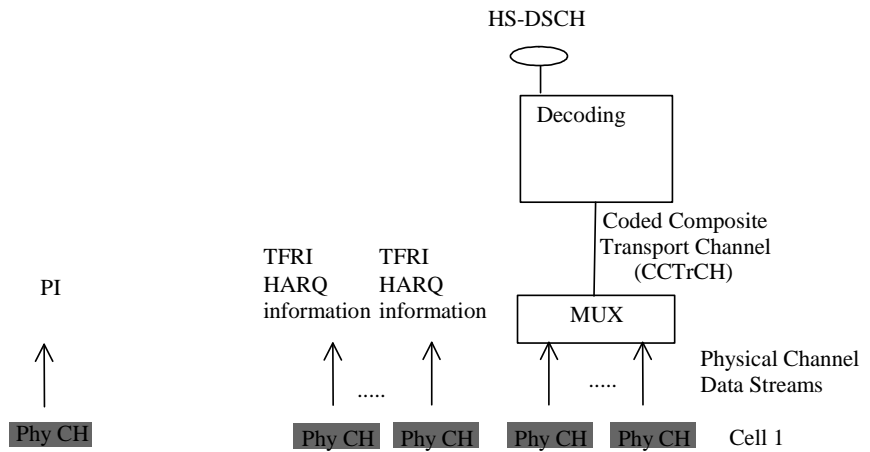 HS-DSCH
Decoding
Coded Composite
Transport Channel
(CCTrCH)
TFRI
HARQ
information
TFRI
HARQ
information
PI
MUX
Physical Channel
Data Streams
.....
.....
Phy CH
Phy CH
Phy CH
Phy CH
Phy CH
Cell 1